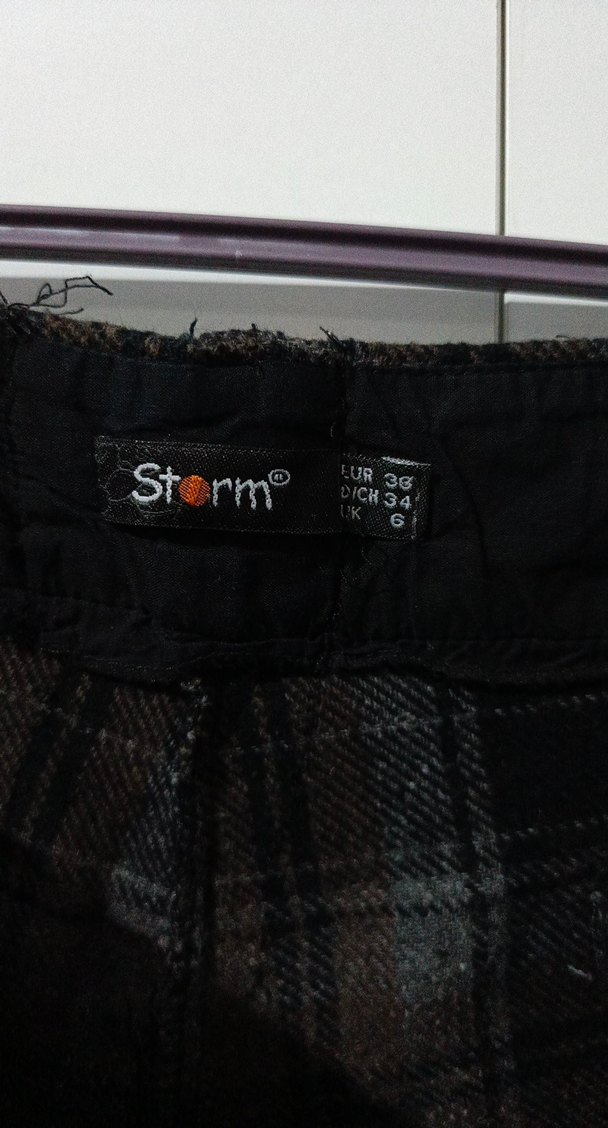 Storm®
EUR 36
D/CH 34
UK 6